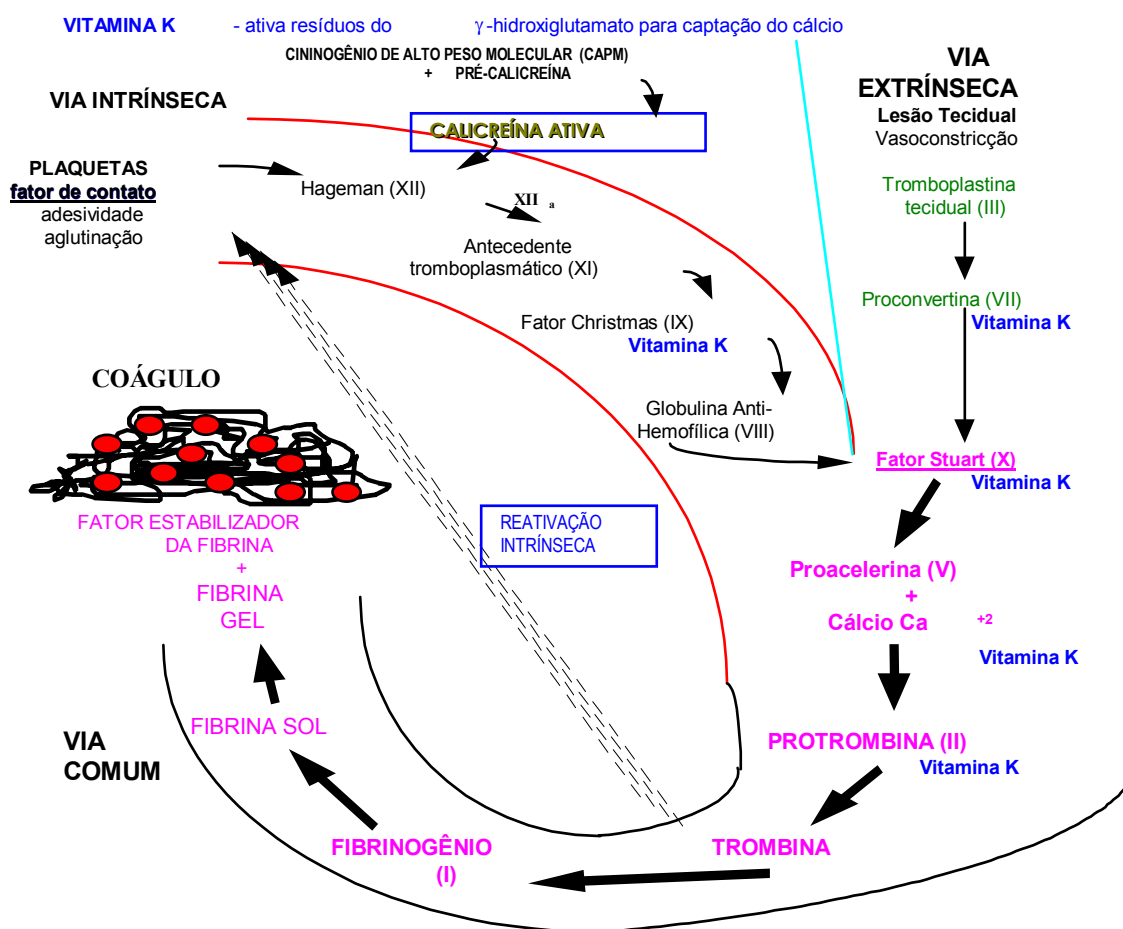 VITAMINA K - ativa resíduos do γ-hidroxiglutamato para captação do cálcio
CININOGÊNIO DE ALTO PESO MOLECULAR (CAPM)
+ PRÉ-CALICREÍNA
VIA INTRÍNSECA
CALICREÍNA ATIVA
PLAQUETAS
fator de contato
adesividade
aglutinação
Hageman (XII)
XII a
Antecedente
tromboplasmático (XI)
Fator Christmas (IX)
Vitamina K
Globulina Anti-
Hemofílica (VIII)
VIA
EXTRÍNSECA
Lesão Tecidual
Vasoconstricção
Tromboplastina
tecidual (III)
Proconvertina (VII)
Vitamina K
Fator Stuart (X)
Vitamina K
Proacelerina (V)
+
Cálcio Ca +2
Vitamina K
PROTROMBINA (II)
Vitamina K
TROMBINA
REATIVAÇÃO
INTRÍNSECA
FIBRINOGÊNIO
(I)
FIBRINA SOL
VIA
COMUM
COÁGULO
FATOR ESTABILIZADOR
DA FIBRINA
+
FIBRINA
GEL